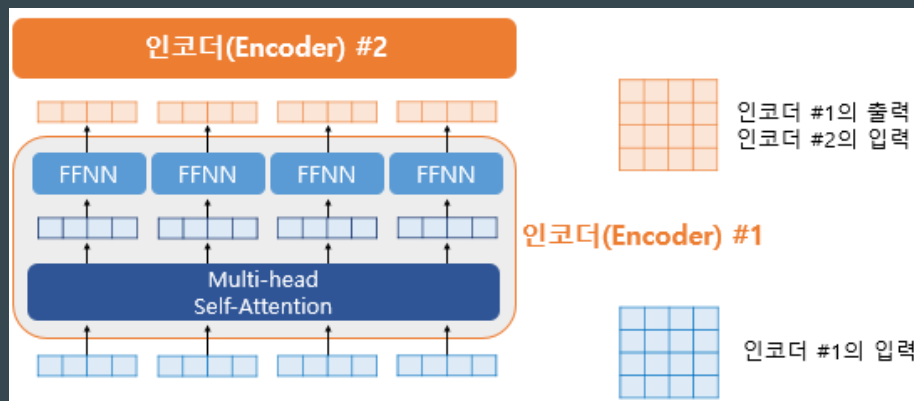 인코더(Encoder) #2
FFNN FFNN FFNN FFNN
Multi-head
Self-Attention
인코더 #1의 출력
인코더 #2의 입력
인코더(Encoder) #1
인코더 #1의 입력